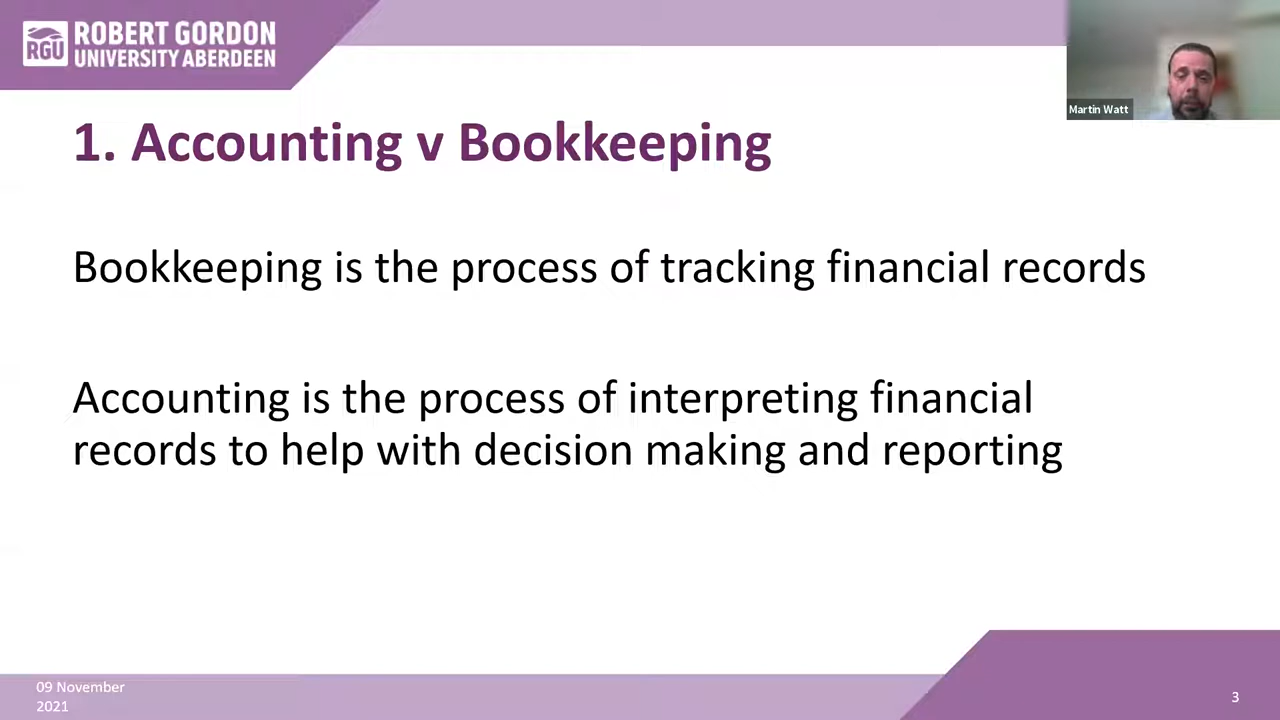 RGU
ROBERT GORDON
UNIVERSITY ABERDEEN
Martin Watt
1. Accounting v Bookkeeping
Bookkeeping is the process of tracking financial records
Accounting is the process of interpreting financial
records to help with decision making and reporting
09 November
2021
3